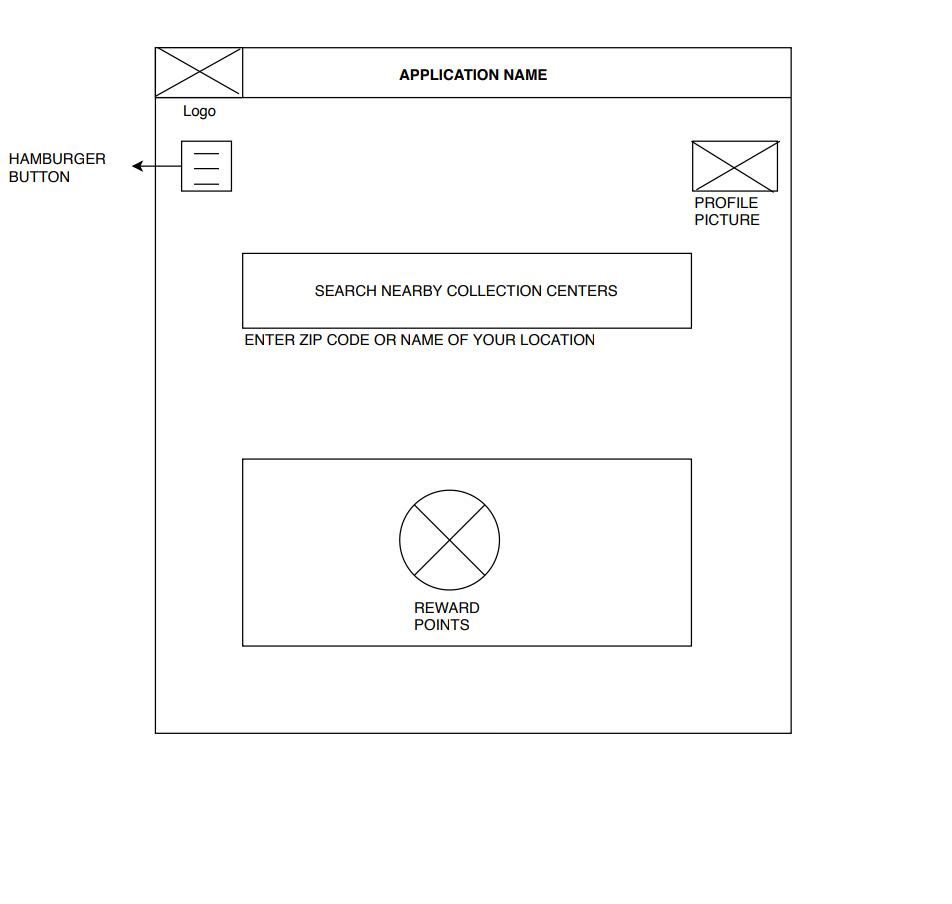 APPLICATION NAME
Logo
HAMBURGER
BUTTON
PROFILE
PICTURE
SEARCH NEARBY COLLECTION CENTERS
ENTER ZIP CODE OR NAME OF YOUR LOCATION
REWARD
POINTS